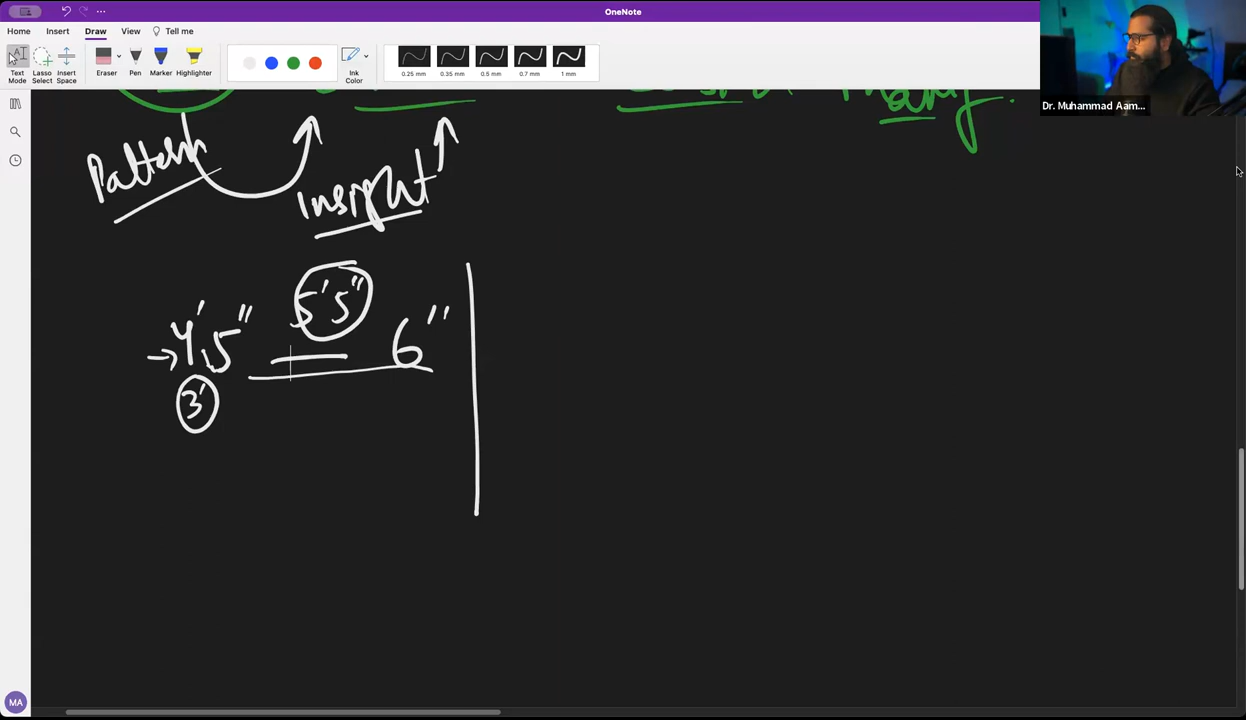 OneNote
Home Insert Draw View Tell me
Text Mode
Lasso Select
Insert Space
Eraser
Pen
Marker
Highlighter
Ink Color
0.25 mm 0.35 mm 0.5 mm 0.7 mm 1 mm
Dr. Muhammad Aam...
Pattern
Insight
4'5" 5'5" 6"
3'
MA